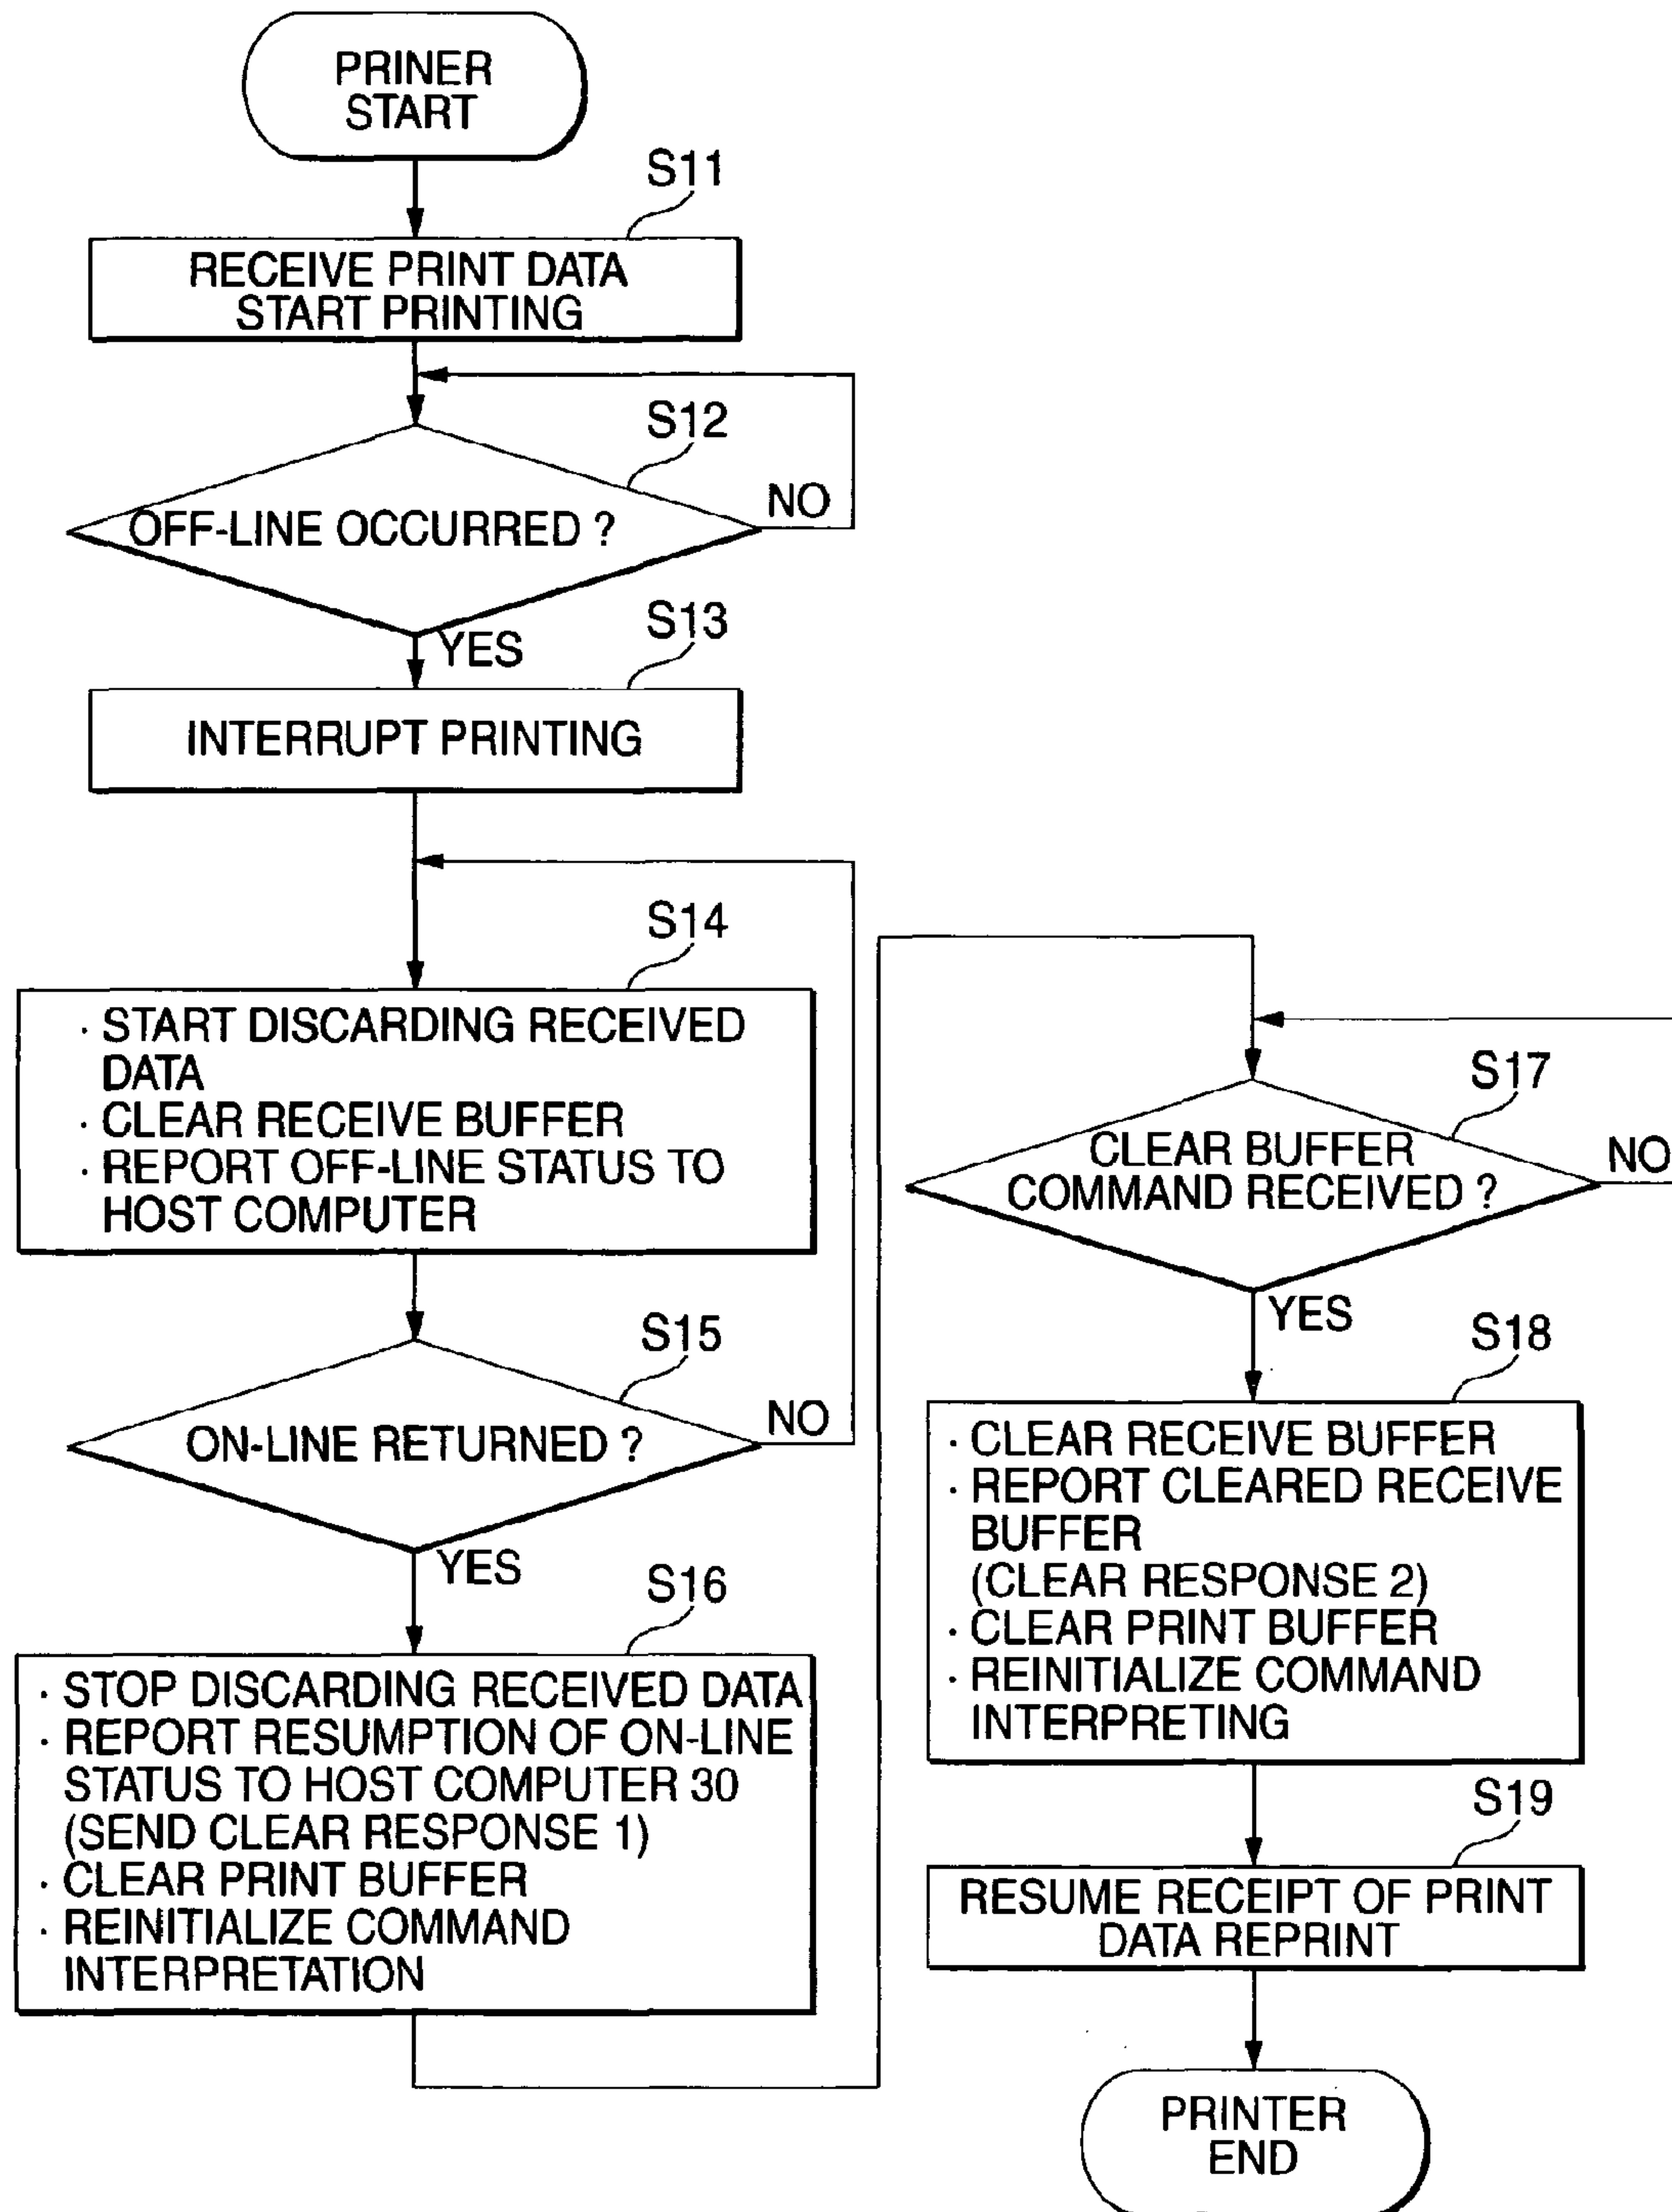 PRINER
START
S11
RECEIVE PRINT DATA
START PRINTING
S12
OFF-LINE OCCURRED ?
NO
YES
S13
INTERRUPT PRINTING
S14
· START DISCARDING RECEIVED
DATA
· CLEAR RECEIVE BUFFER
· REPORT OFF-LINE STATUS TO
HOST COMPUTER
S15
ON-LINE RETURNED ?
NO
YES
S16
· STOP DISCARDING RECEIVED DATA
· REPORT RESUMPTION OF ON-LINE
STATUS TO HOST COMPUTER 30
(SEND CLEAR RESPONSE 1)
· CLEAR PRINT BUFFER
· REINITIALIZE COMMAND
INTERPRETATION
S17
CLEAR BUFFER
COMMAND RECEIVED ?
NO
YES
S18
· CLEAR RECEIVE BUFFER
· REPORT CLEARED RECEIVE
BUFFER
(CLEAR RESPONSE 2)
· CLEAR PRINT BUFFER
· REINITIALIZE COMMAND
INTERPRETING
S19
RESUME RECEIPT OF PRINT
DATA REPRINT
PRINTER
END